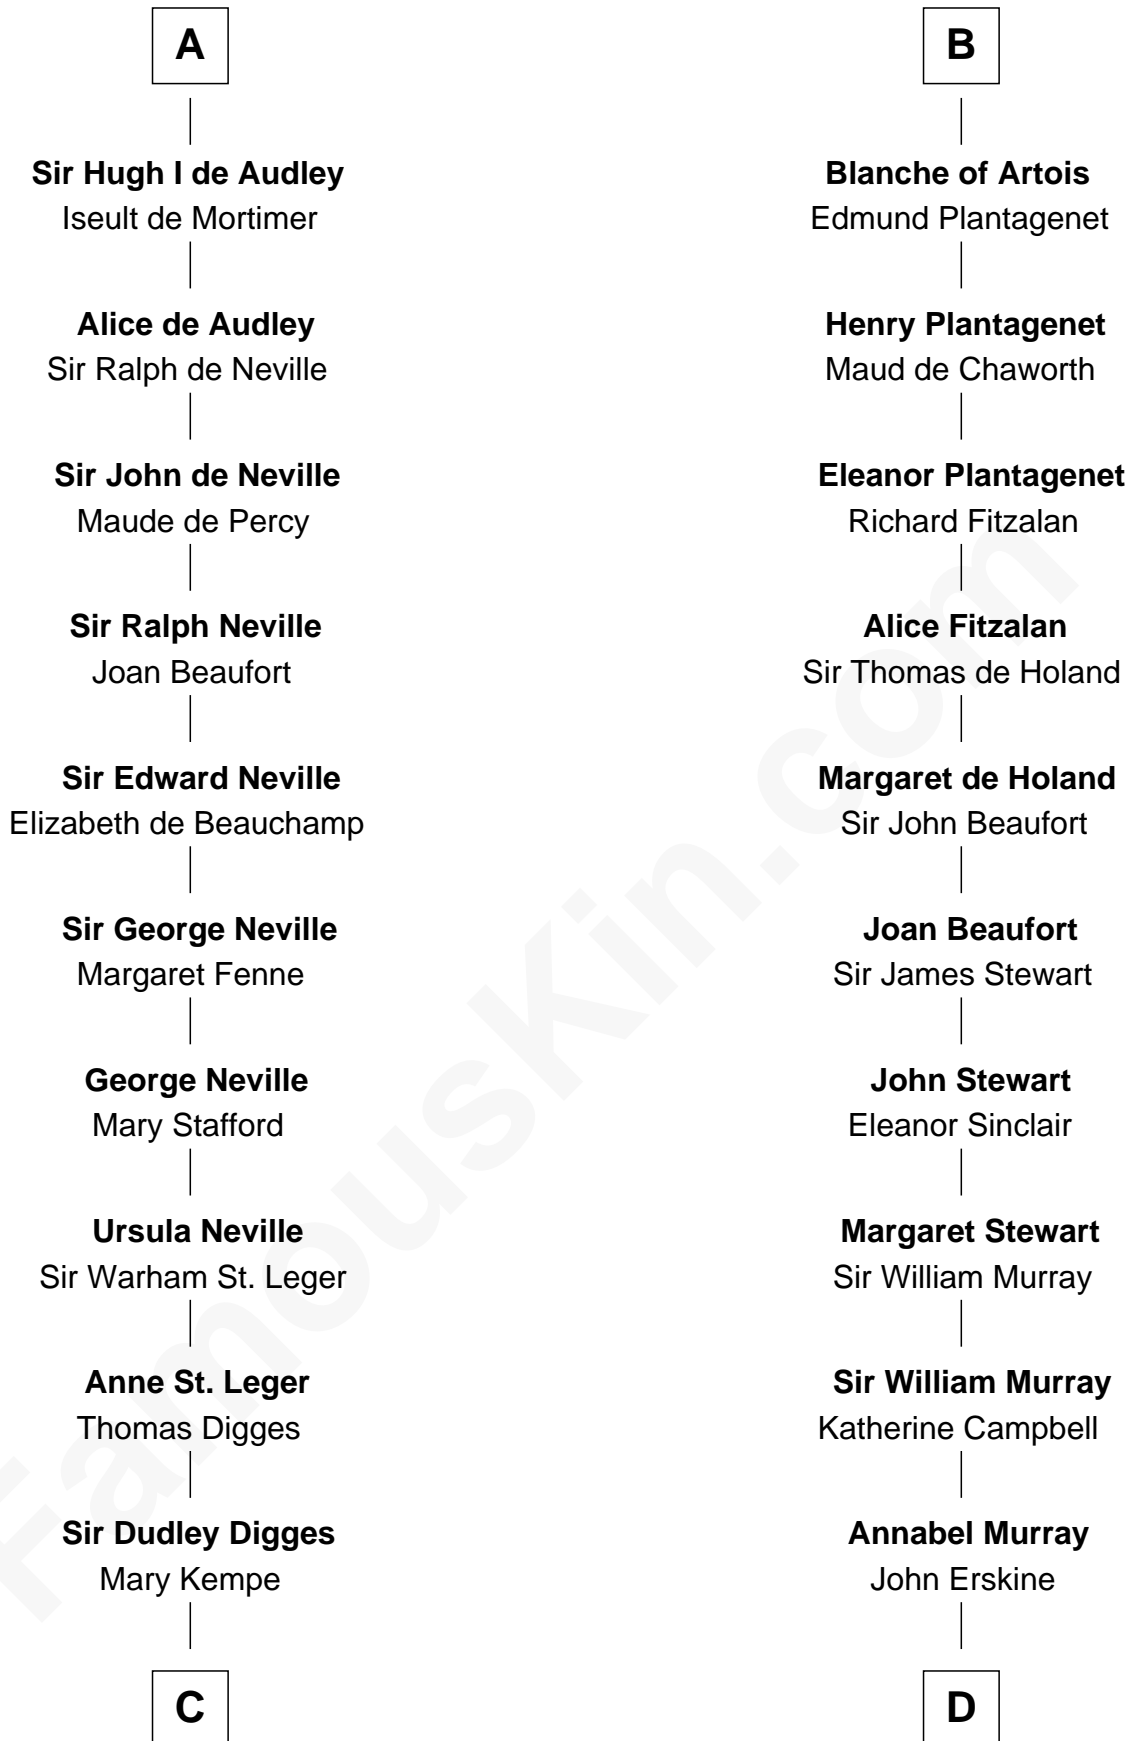 A
Sir Hugh I de Audley
Iseult de Mortimer
Alice de Audley
Sir Ralph de Neville
Sir John de Neville
Maude de Percy
Sir Ralph Neville
Joan Beaufort
Sir Edward Neville
Elizabeth de Beauchamp
Sir George Neville
Margaret Fenne
George Neville
Mary Stafford
Ursula Neville
Sir Warham St. Leger
Anne St. Leger
Thomas Digges
Sir Dudley Digges
Mary Kempe
C
B
Blanche of Artois
Edmund Plantagenet
Henry Plantagenet
Maud de Chaworth
Eleanor Plantagenet
Richard Fitzalan
Alice Fitzalan
Sir Thomas de Holand
Margaret de Holand
Sir John Beaufort
Joan Beaufort
Sir James Stewart
John Stewart
Eleanor Sinclair
Margaret Stewart
Sir William Murray
Sir William Murray
Katherine Campbell
Annabel Murray
John Erskine
D
FamousKin.com